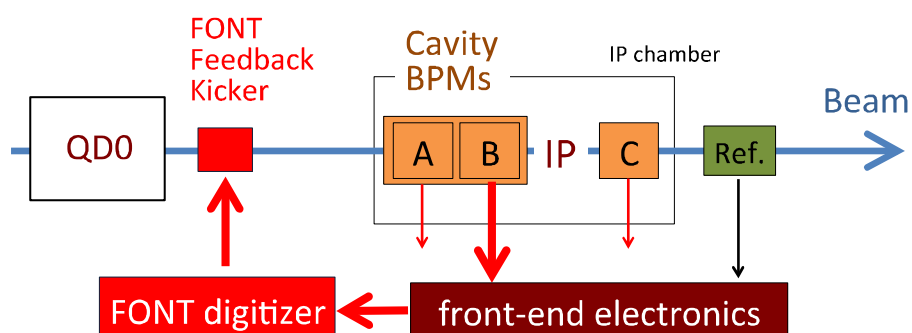 FONT
Feedback
Kicker
Cavity
BPMs
IP chamber
Beam
QD0
A
B
IP
C
Ref.
FONT digitizer
front-end electronics